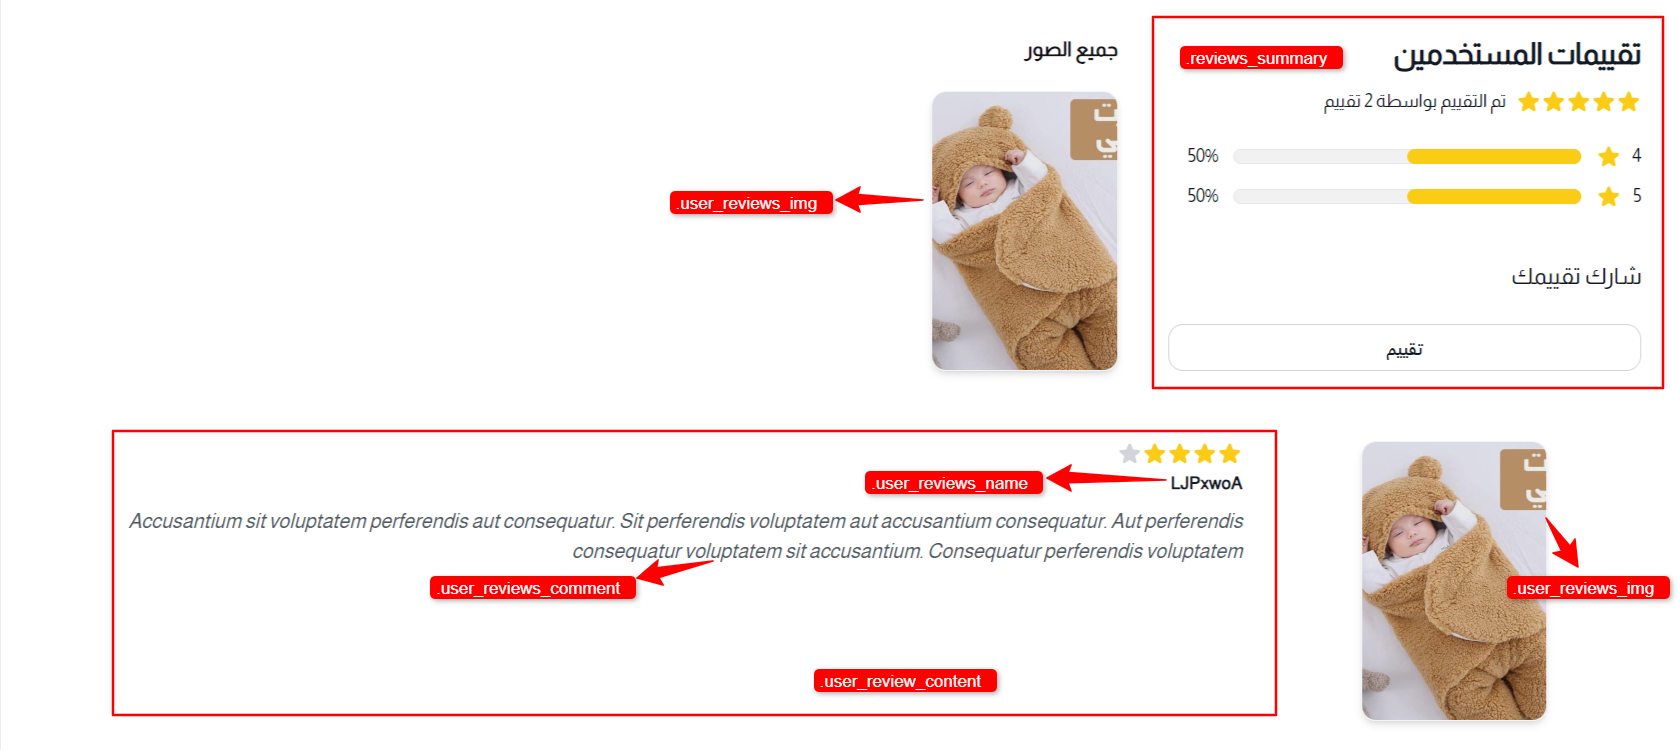 تقييمات المستخدمين
.reviews_summary
تم التقييم بواسطة 2 تقييم
4
50%
5
50%
شارك تقييمك
تقييم
جميع الصور
ت
ي
.user_reviews_img
ت
ي
.user_reviews_img
LJPxwoA
.user_reviews_name
Accusantium sit voluptatem perferendis aut consequatur. Sit perferendis voluptatem aut accusantium consequatur. Aut perferendis
consequatur voluptatem sit accusantium. Consequatur perferendis voluptatem
.user_reviews_comment
.user_review_content